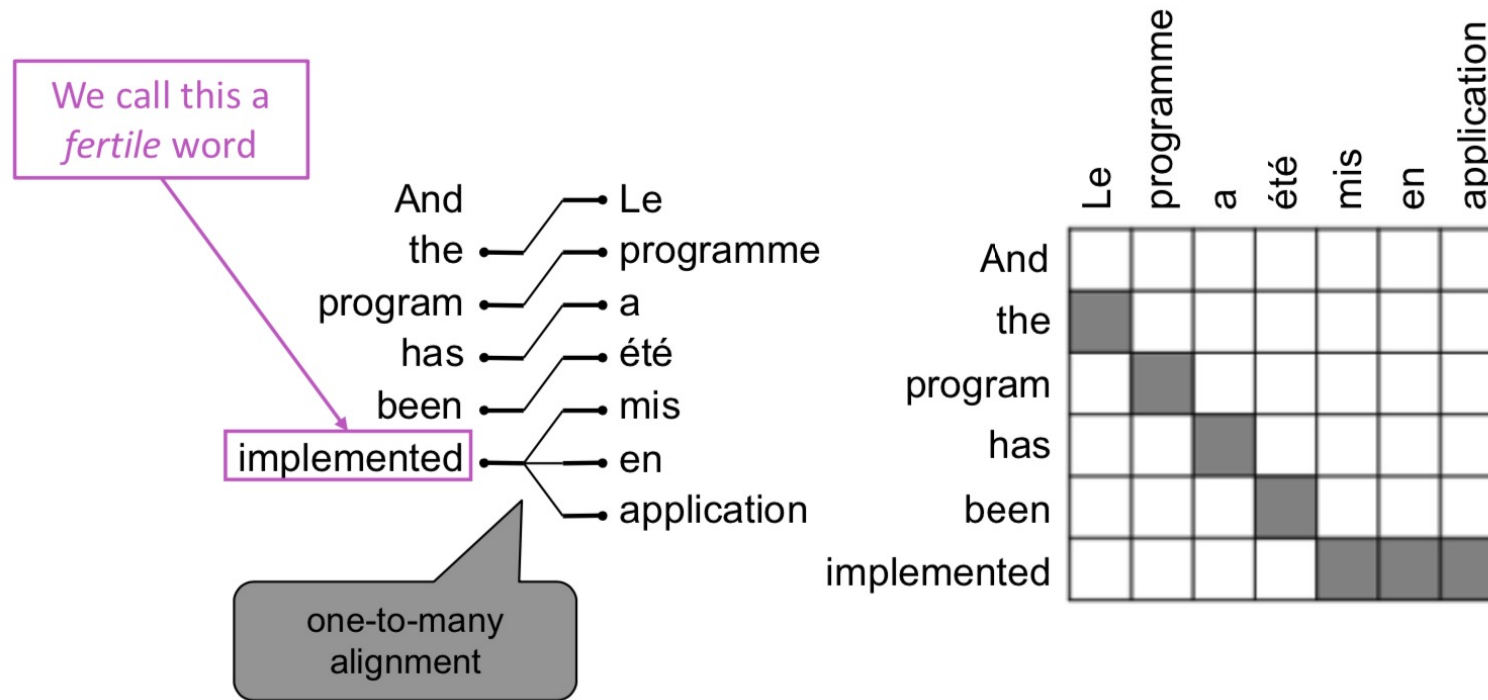 We call this a
fertile word
And
Le
the
programme
program
a
has
été
been
mis
implemented
en
application
one-to-many
alignment
Le
programme
a
été
mis
en
application
And
the
program
has
been
implemented